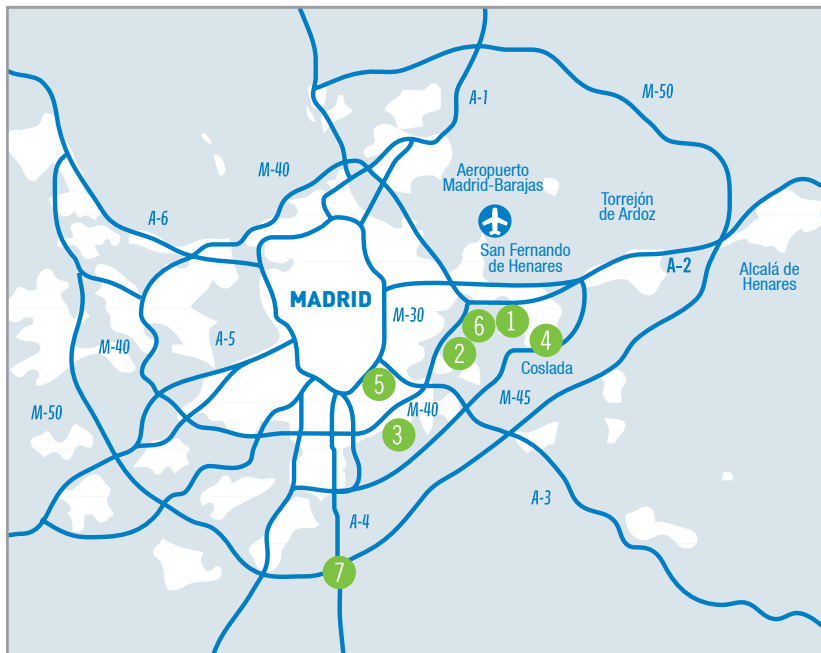 A-1
M-50
M-40
Aeropuerto
Madrid-Barajas
Torrejón
de Ardoz
A-6
San Fernando
de Henares
A-2
Alcalá de
Henares
MADRID
M-30
1
6
4
2
A-5
M-40
Coslada
5
M-45
M-40
M-50
3
A-3
A-4
7